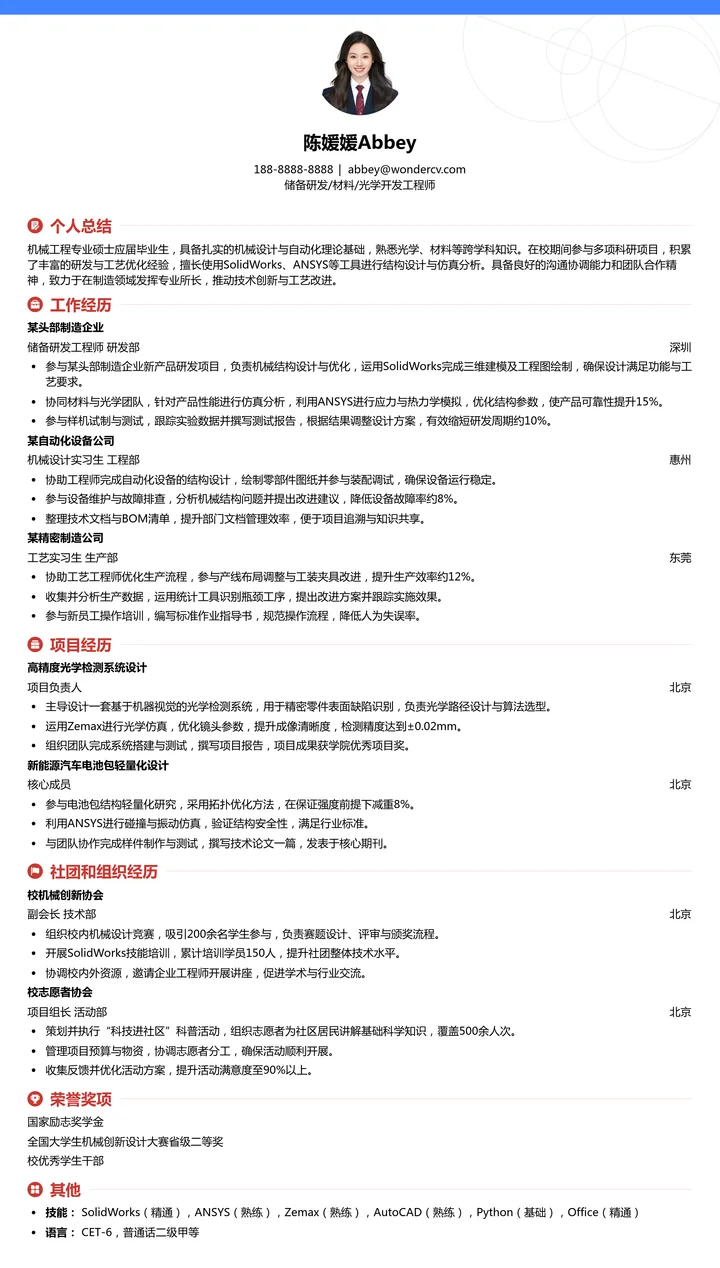 陈媛媛Abbey
188-8888-8888 | abbey@wondercv.com
储备研发/材料/光学开发工程师
个人总结
机械工程专业硕士应届毕业生，具备扎实的机械设计与自动化理论基础，熟悉光学、材料等跨学科知识。在校期间参与多项科研项目，积累
了丰富的研发与工艺优化经验，擅长使用SolidWorks、ANSYS等工具进行结构设计与仿真分析。具备良好的沟通协调能力和团队合作精
神，致力于在制造领域发挥专业所长，推动技术创新与工艺改进。
工作经历
某头部制造企业
储备研发工程师 研发部 深圳
• 参与某头部制造企业新产品研发项目，负责机械结构设计与优化，运用SolidWorks完成三维建模及工程图绘制，确保设计满足功能与工
艺要求。
• 协同材料与光学团队，针对产品性能进行仿真分析，利用ANSYS进行应力与热力学模拟，优化结构参数，使产品可靠性提升15%。
• 参与样机试制与测试，跟踪实验数据并撰写测试报告，根据结果调整设计方案，有效缩短研发周期约10%。
某自动化设备公司
机械设计实习生 工程部 惠州
• 协助工程师完成自动化设备的结构设计，绘制零部件图纸并参与装配调试，确保设备运行稳定。
• 参与设备维护与故障排查，分析机械结构问题并提出改进建议，降低设备故障率约8%。
• 整理技术文档与BOM清单，提升部门文档管理效率，便于项目追溯与知识共享。
某精密制造公司
工艺实习生 生产部 东莞
• 协助工艺工程师优化生产流程，参与产线布局调整与工装夹具改进，提升生产效率约12%。
• 收集并分析生产数据，运用统计工具识别瓶颈工序，提出改进方案并跟踪实施效果。
• 参与新员工操作培训，编写标准作业指导书，规范操作流程，降低人为失误率。
项目经历
高精度光学检测系统设计
项目负责人 北京
• 主导设计一套基于机器视觉的光学检测系统，用于精密零件表面缺陷识别，负责光学路径设计与算法选型。
• 运用Zemax进行光学仿真，优化镜头参数，提升成像清晰度，检测精度达到±0.02mm。
• 组织团队完成系统搭建与测试，撰写项目报告，项目成果获学院优秀项目奖。
新能源汽车电池包轻量化设计
核心成员 北京
• 参与电池包结构轻量化研究，采用拓扑优化方法，在保证强度前提下减重8%。
• 利用ANSYS进行碰撞与振动仿真，验证结构安全性，满足行业标准。
• 与团队协作完成样件制作与测试，撰写技术论文一篇，发表于核心期刊。
社团和组织经历
校机械创新协会
副会长 技术部 北京
• 组织校内机械设计竞赛，吸引200余名学生参与，负责赛题设计、评审与颁奖流程。
• 开展SolidWorks技能培训，累计培训学员150人，提升社团整体技术水平。
• 协调校内外资源，邀请企业工程师开展讲座，促进学术与行业交流。
校志愿者协会
项目组长 活动部 北京
• 策划并执行“科技进社区”科普活动，组织志愿者为社区居民讲解基础科学知识，覆盖500余人次。
• 管理项目预算与物资，协调志愿者分工，确保活动顺利开展。
• 收集反馈并优化活动方案，提升活动满意度至90%以上。
荣誉奖项
国家励志奖学金
全国大学生机械创新设计大赛省级二等奖
校优秀学生干部
其他
• 技能： SolidWorks（精通），ANSYS（熟练），Zemax（熟练），AutoCAD（熟练），Python（基础），Office（精通）
• 语言： CET-6，普通话二级甲等